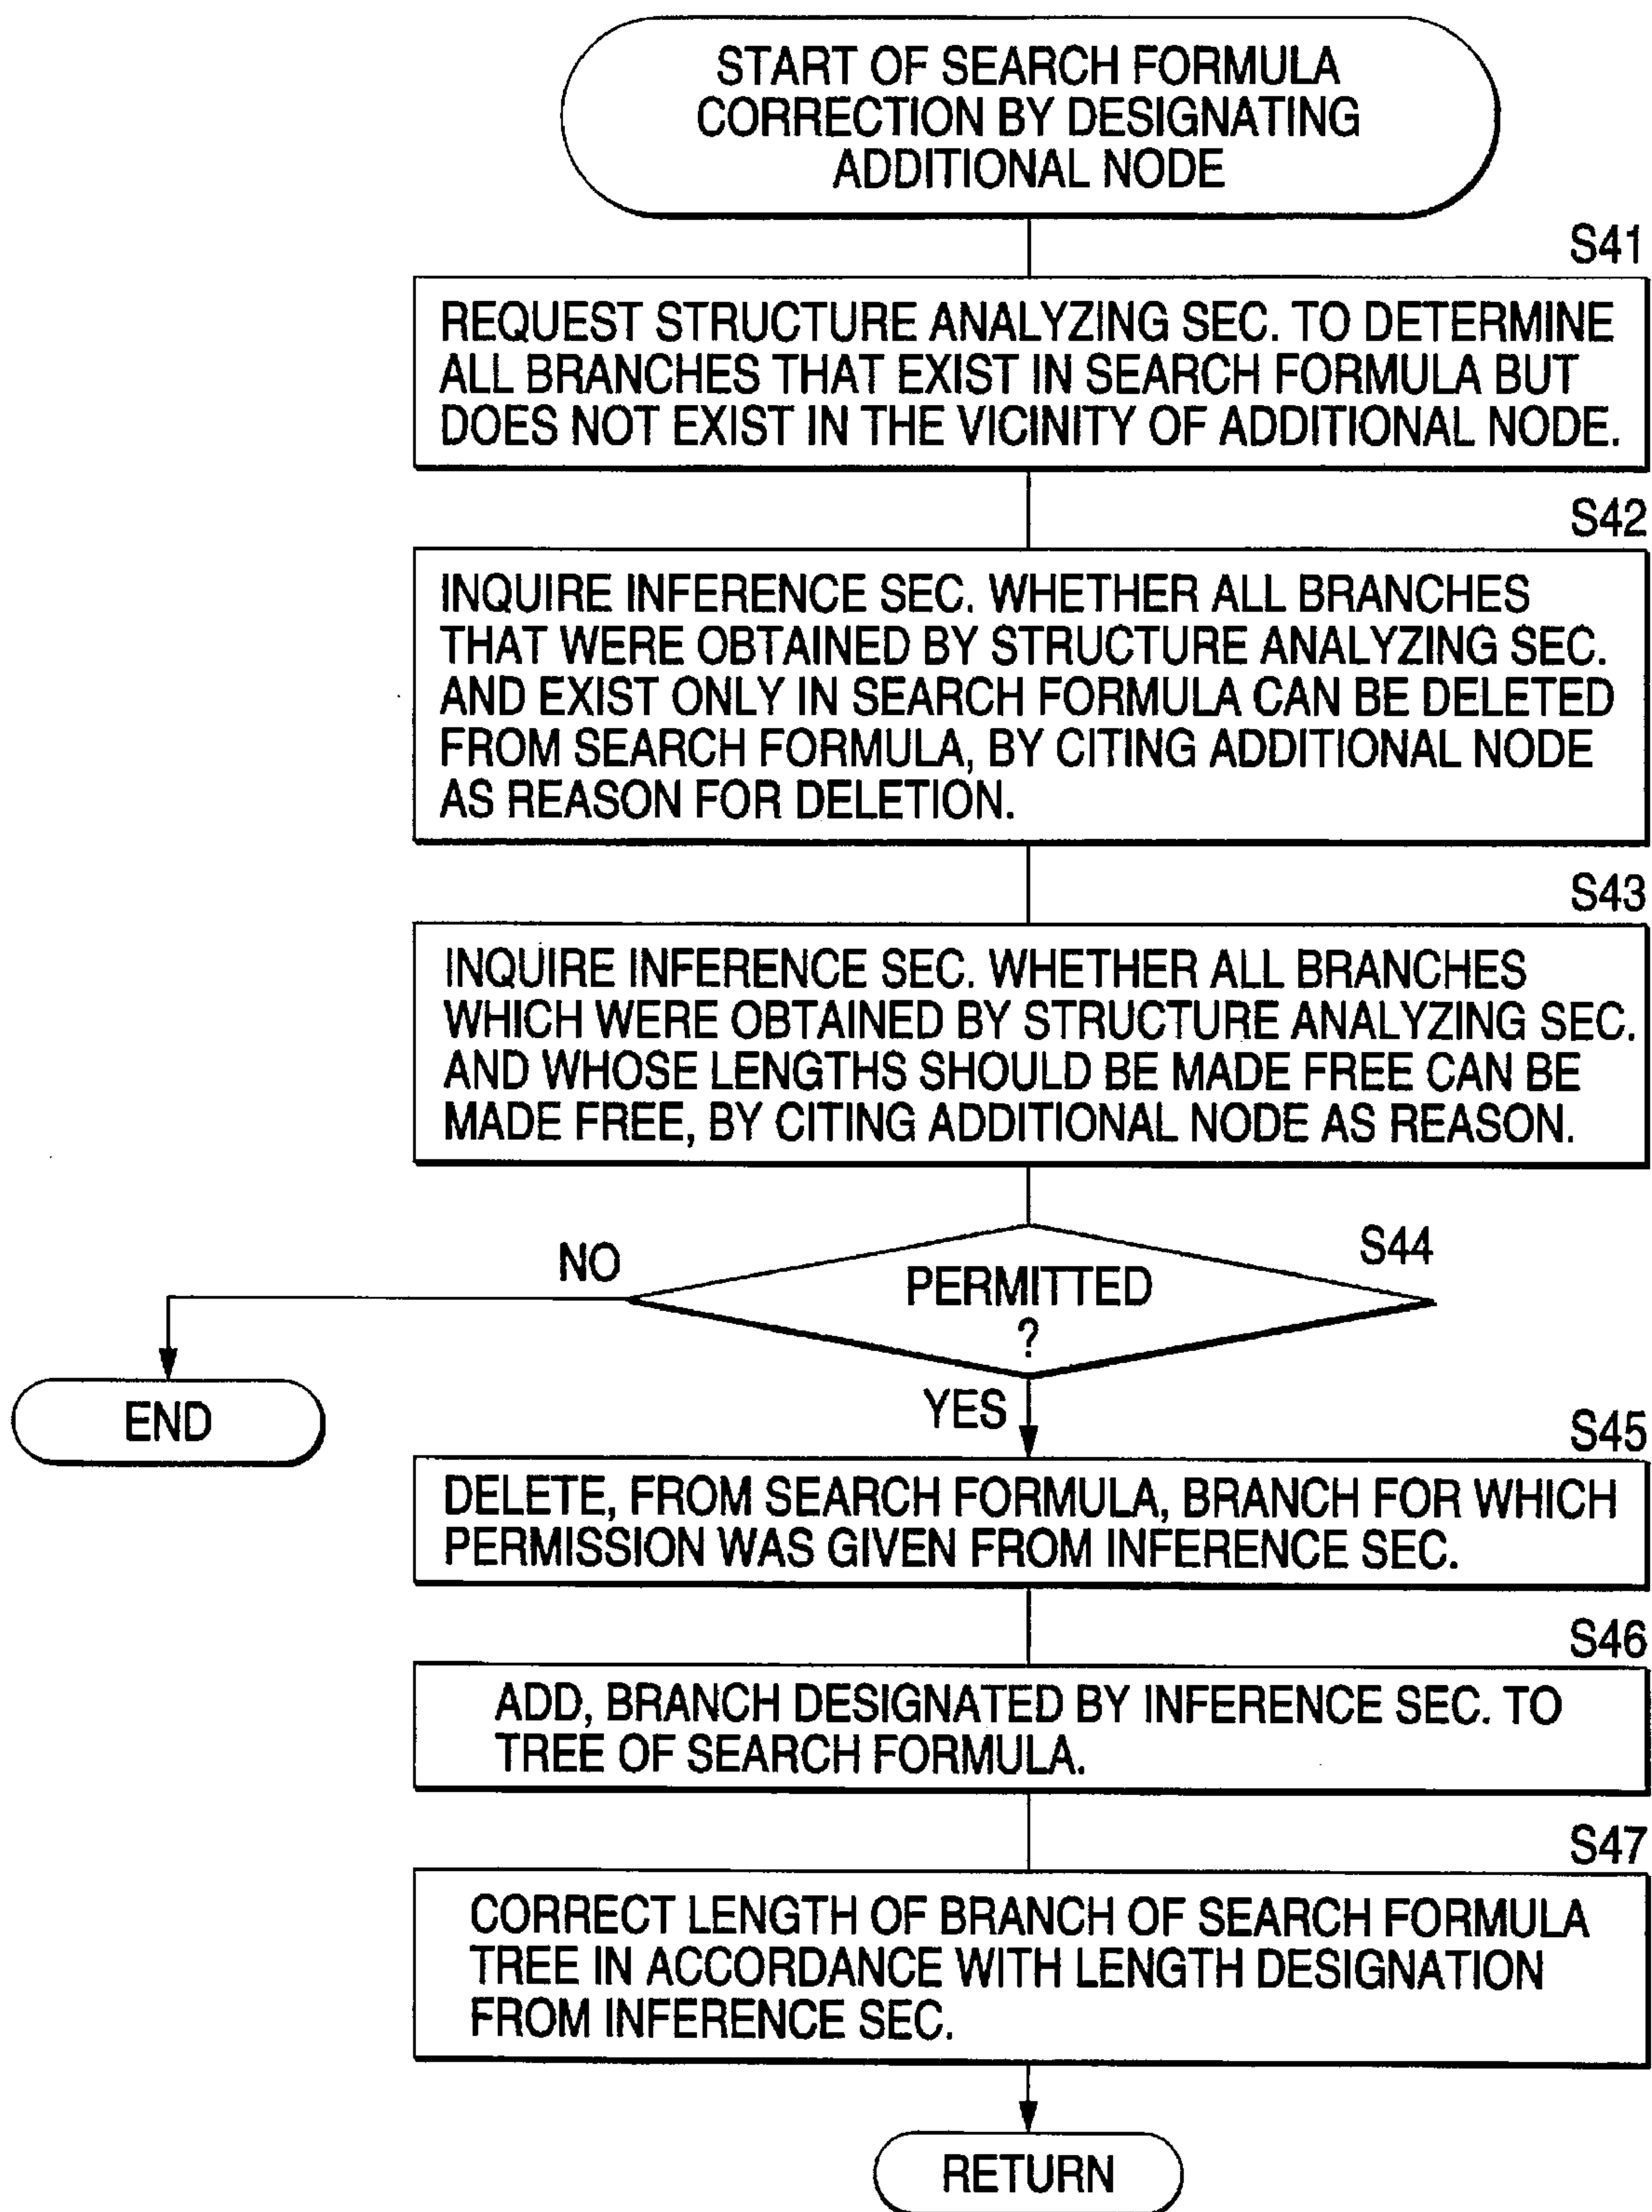 START OF SEARCH FORMULA
CORRECTION BY DESIGNATING
ADDITIONAL NODE
S41
REQUEST STRUCTURE ANALYZING SEC. TO DETERMINE
ALL BRANCHES THAT EXIST IN SEARCH FORMULA BUT
DOES NOT EXIST IN THE VICINITY OF ADDITIONAL NODE.
S42
INQUIRE INFERENCE SEC. WHETHER ALL BRANCHES
THAT WERE OBTAINED BY STRUCTURE ANALYZING SEC.
AND EXIST ONLY IN SEARCH FORMULA CAN BE DELETED
FROM SEARCH FORMULA, BY CITING ADDITIONAL NODE
AS REASON FOR DELETION.
S43
INQUIRE INFERENCE SEC. WHETHER ALL BRANCHES
WHICH WERE OBTAINED BY STRUCTURE ANALYZING SEC.
AND WHOSE LENGTHS SHOULD BE MADE FREE CAN BE
MADE FREE, BY CITING ADDITIONAL NODE AS REASON.
S44
NO
PERMITTED
?
END
YES
S45
DELETE, FROM SEARCH FORMULA, BRANCH FOR WHICH
PERMISSION WAS GIVEN FROM INFERENCE SEC.
S46
ADD, BRANCH DESIGNATED BY INFERENCE SEC. TO
TREE OF SEARCH FORMULA.
S47
CORRECT LENGTH OF BRANCH OF SEARCH FORMULA
TREE IN ACCORDANCE WITH LENGTH DESIGNATION
FROM INFERENCE SEC.
RETURN